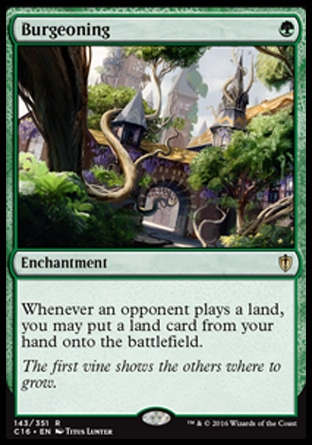 Burgeoning
Enchantment
Whenever an opponent plays a land,
you may put a land card from your
hand onto the battlefield.
The first vine shows the others where to
grow.
143/351 R
C16 • EN Titus Lunter
™ & © 2016 Wizards of the Coast